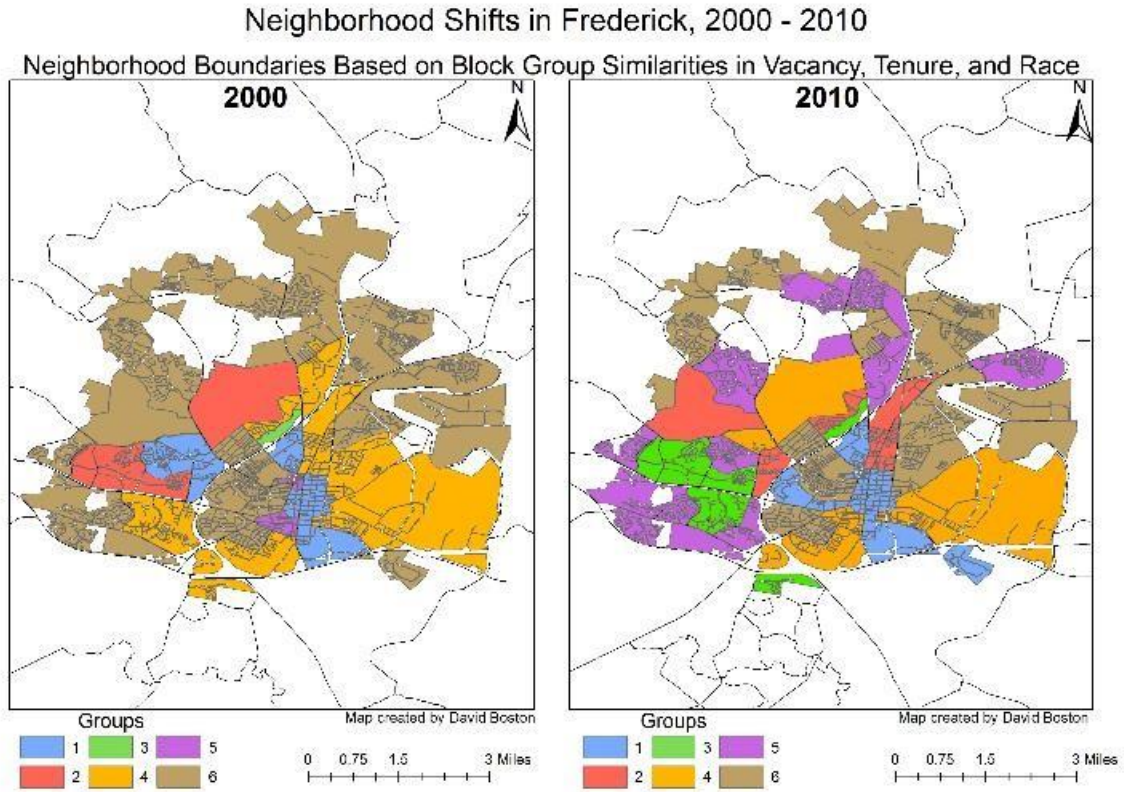 Neighborhood Shifts in Frederick, 2000 - 2010
Neighborhood Boundaries Based on Block Group Similarities in Vacancy, Tenure, and Race
2000
N
2010
N
Groups
Map created by David Boston
1
3
5
2
4
6
0 0.75 1.5 3 Miles
Groups
Map created by David Boston
1
3
5
2
4
6
0 0.75 1.5 3 Miles